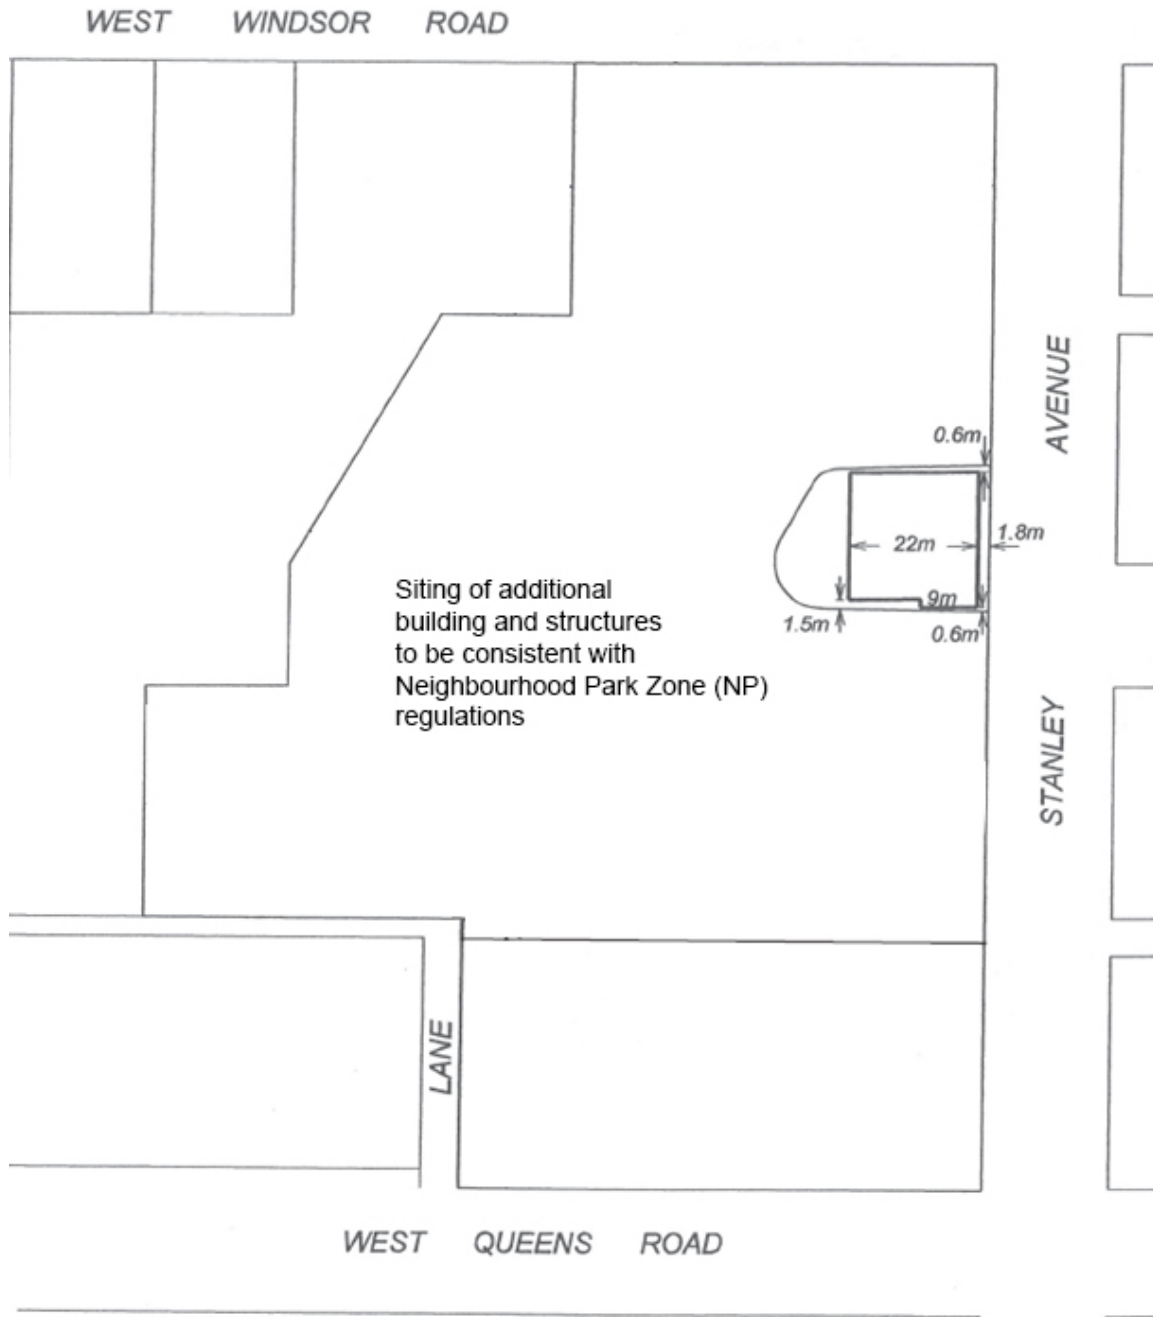 WEST WINDSOR ROAD
AVENUE
0.6m
22m
1.8m
9m
1.5m
0.6m
Siting of additional
building and structures
to be consistent with
Neighbourhood Park Zone (NP)
regulations
STANLEY
LANE
WEST QUEENS ROAD